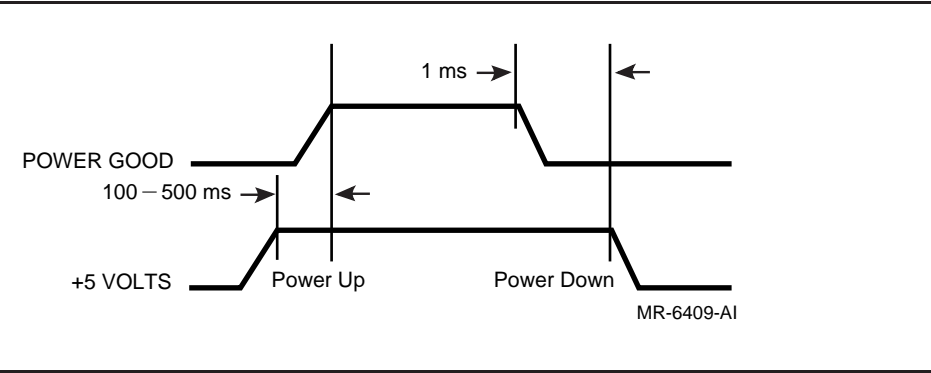 1 ms
POWER GOOD
100 – 500 ms
+5 VOLTS
Power Up
Power Down
MR-6409-AI